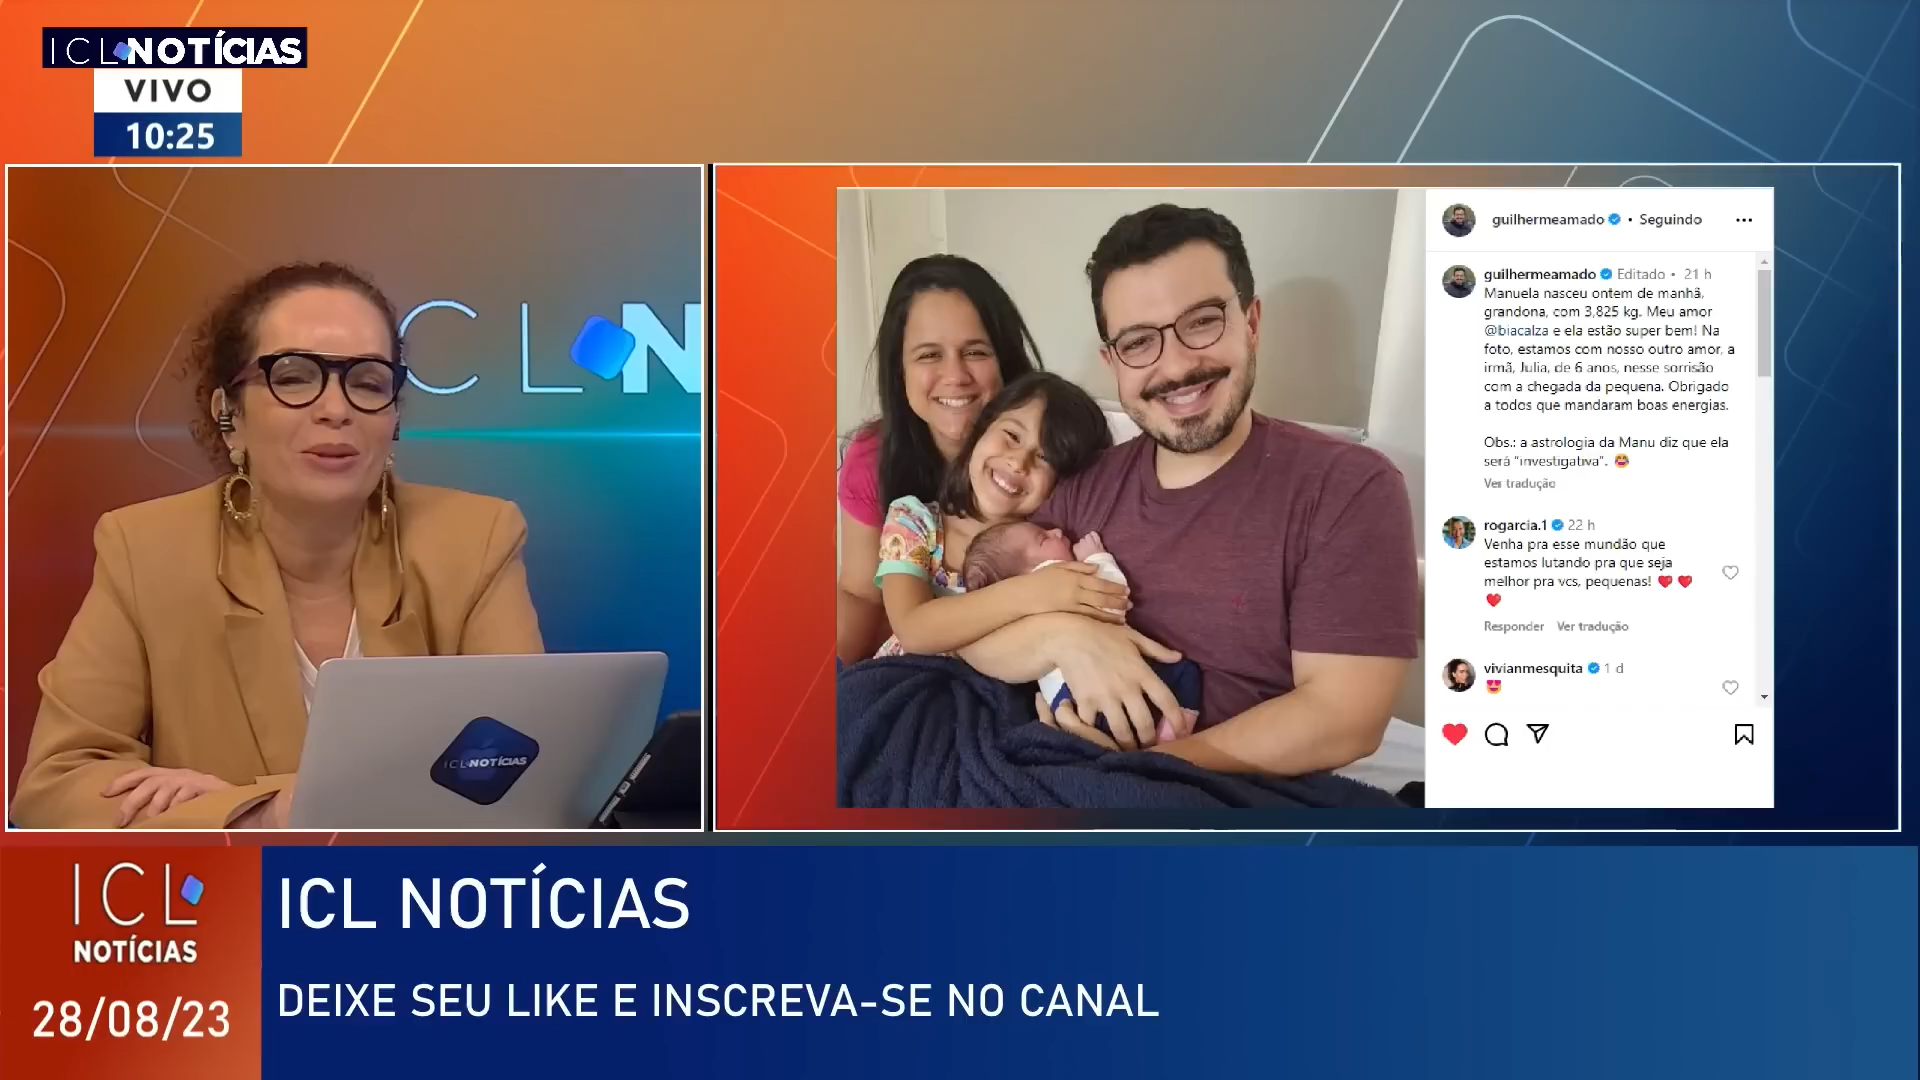 ICL NOTÍCIAS
VIVO
10:25
ICL N
ICL NOTÍCIAS
guilhermeamado • Seguindo
guilhermeamado Editado • 21 h
Manuela nasceu ontem de manhã,
grandona, com 3,825 kg. Meu amor
@biacalza e ela estão super bem! Na
foto, estamos com nosso outro amor, a
irmã, Julia, de 6 anos, nesse sorrisão
com a chegada da pequena. Obrigado
a todos que mandaram boas energias.
Obs.: a astrologia da Manu diz que ela
será "investigativa". 😂
Ver tradução
rogarcia.1 22 h
Venha pra esse mundão que
estamos lutando pra que seja
melhor pra vcs, pequenas! ❤️ ❤️
❤️
Responder Ver tradução
vivianmesquita 1 d
😍
ICL
NOTÍCIAS
28/08/23
ICL NOTÍCIAS
DEIXE SEU LIKE E INSCREVA-SE NO CANAL